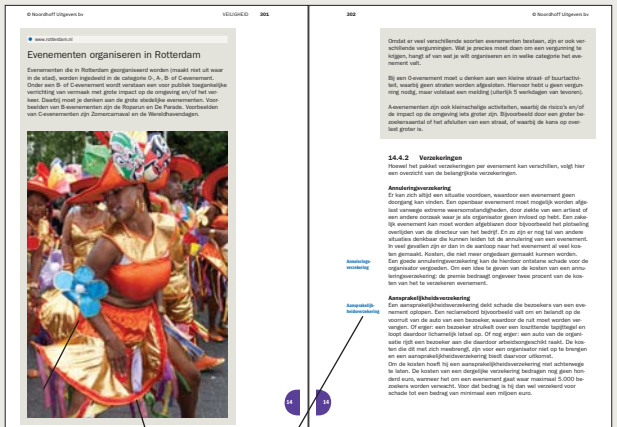 © Noordhoff Uitgevers bv
VEILIGHEID 301
www.rotterdam.nl
Evenementen organiseren in Rotterdam
Evenementen die in Rotterdam georganiseerd worden (maakt niet uit waar
in de stad), worden ingedeeld in de categorie 0-, A-, B- of C-evenement.
Onder een B- of C-evenement wordt verstaan een voor publiek toegankelijke
verrichting van vermaak met grote impact op de omgeving en/of het ver-
keer. Daarbij moet je denken aan de grote stedelijke evenementen. Voor-
beelden van B-evenementen zijn de Roparun en De Parade. Voorbeelden
van C-evenementen zijn Zomercarnaval en de Wereldhavendagen.
14
302
© Noordhoff Uitgevers bv
Omdat er veel verschillende soorten evenementen bestaan, zijn er ook ver-
schillende vergunningen. Wat je precies moet doen om een vergunning te
krijgen, hangt af van wat je wilt organiseren en in welke categorie het eve-
nement valt.
Bij een 0-evenement moet u denken aan een kleine straat- of buurtactivi-
teit, waarbij geen straten worden afgesloten. Hiervoor hebt u geen vergun-
ning nodig, maar volstaat een melding (uiterlijk 5 werkdagen van tevoren).
A-evenementen zijn ook kleinschalige activiteiten, waarbij de risico's en/of
de impact op de omgeving iets groter zijn. Bijvoorbeeld door een groter be-
zoekersaantal of het afsluiten van een straat, of waarbij de kans op over-
last groter is.
14.4.2 Verzekeringen
Hoewel het pakket verzekeringen per evenement kan verschillen, volgt hier
een overzicht van de belangrijkste verzekeringen.
Annuleringsverzekering
Er kan zich altijd een situatie voordoen, waardoor een evenement geen
doorgang kan vinden. Een openbaar evenement moet mogelijk worden afge-
last vanwege extreme weersomstandigheden, door ziekte van een artiest of
een andere oorzaak waar je als organisator geen invloed op hebt. Een zake-
lijk evenement kan moet worden afgeblazen door bijvoorbeeld het plotseling
overlijden van de directeur van het bedrijf. En zo zijn er nog tal van andere
situaties denkbaar die kunnen leiden tot de annulering van een evenement.
In veel gevallen zijn er dan in de aanloop naar het evenement al veel kos-
ten gemaakt. Kosten, die niet meer ongedaan gemaakt kunnen worden.
Annulerings-
verzekering
Een goede annuleringsverzekering kan de hierdoor ontstane schade voor de
organisator vergoeden. Om een idee te geven van de kosten van een annu-
leringsverzekering: de premie bedraagt ongeveer twee procent van de kos-
ten van het te verzekeren evenement.
Aansprakelijkheidsverzekering
Aansprakelijk-
heidsverzekering
Een aansprakelijkheidsverzekering dekt schade die bezoekers van een eve-
nement oplopen. Een reclamebord bijvoorbeeld valt om en belandt op de
voorruit van de auto van een bezoeker, waardoor de ruit moet worden ver-
vangen. Of erger: een bezoeker struikelt over een loszittende tapijttegel en
loopt daardoor lichamelijk letsel op. Of nog erger: een auto van de organi-
satie rijdt een bezoeker aan die daardoor arbeidsongeschikt raakt. De kos-
ten die dit met zich meebrengt, zijn voor een organisator niet op te brengen
en een aansprakelijkheidsverzekering biedt daarvoor uitkomst.
Om de kosten hoeft hij een aansprakelijkheidsverzekering niet achterwege
te laten. De kosten van een dergelijke verzekering bedragen nog geen hon-
derd euro, wanneer het om een evenement gaat waar maximaal 5.000 be-
zoekers worden verwacht. Voor dat bedrag is hij dan wel verzekerd voor
schade tot een bedrag van minimaal een miljoen euro.
14